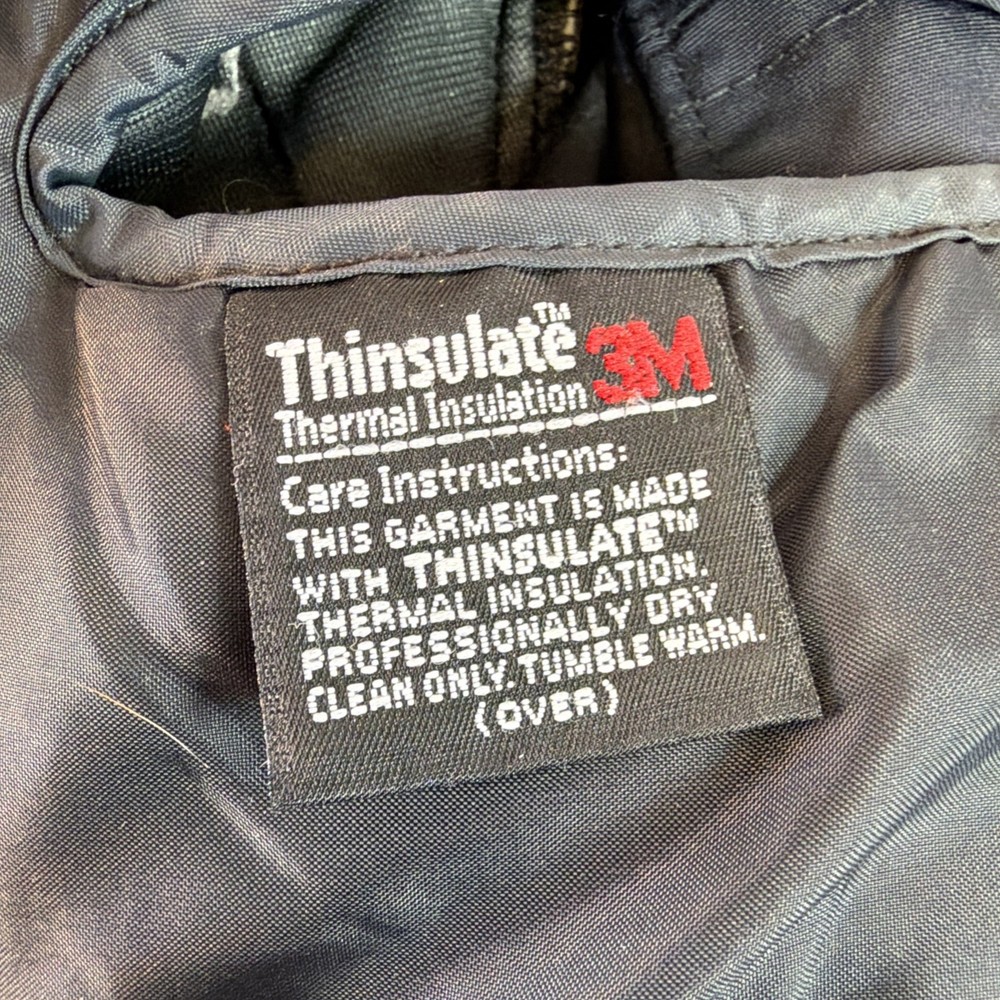 Thinsulate™ 3M
Thermal Insulation
Care Instructions:
THIS GARMENT IS MADE
WITH THINSULATE™
THERMAL INSULATION.
PROFESSIONALLY DRY
CLEAN ONLY. TUMBLE WARM.
(OVER)